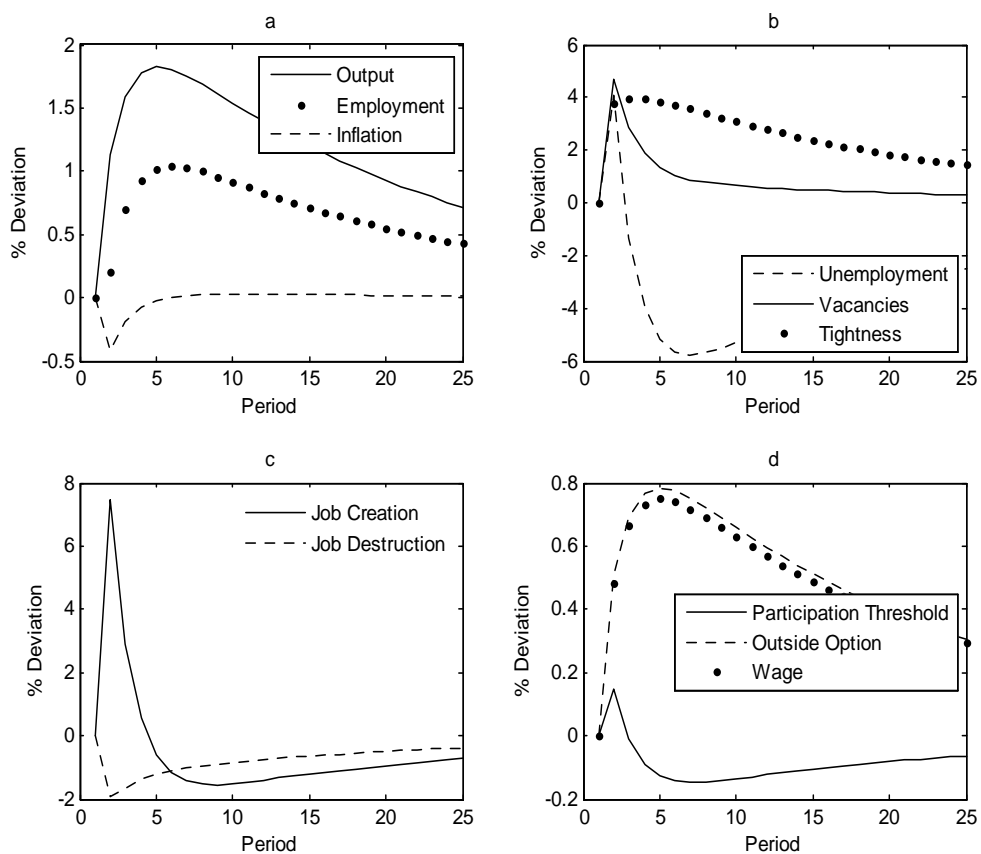 a
2
1.5
1
0.5
0
-0.5
% Deviation
Output
Employment
Inflation
0 5 10 15 20 25
Period
b
6
4
2
0
-2
-4
-6
% Deviation
Unemployment
Vacancies
Tightness
0 5 10 15 20 25
Period
c
8
6
4
2
0
-2
% Deviation
Job Creation
Job Destruction
0 5 10 15 20 25
Period
d
0.8
0.6
0.4
0.2
0
-0.2
% Deviation
Participation Threshold
Outside Option
Wage
0 5 10 15 20 25
Period